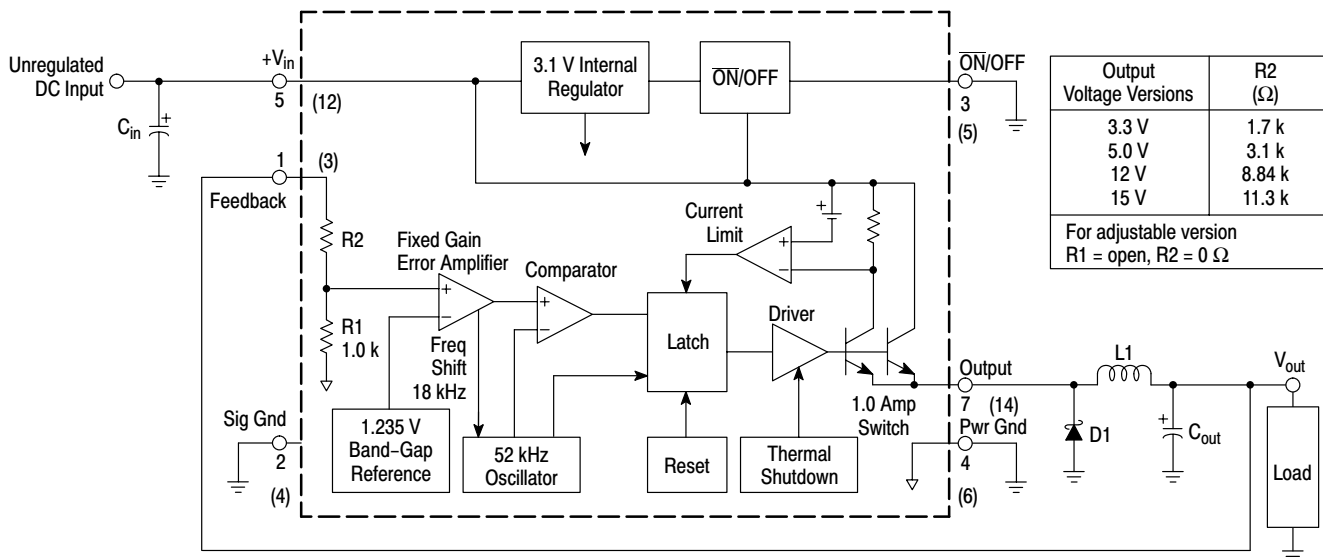 Unregulated
DC Input
+Vin
5
(12)
Cin
+
3.1 V Internal
Regulator
ON/OFF
ON/OFF
3
(5)
Output
Voltage Versions
R2
(Ω)
3.3 V
1.7 k
5.0 V
3.1 k
12 V
8.84 k
15 V
11.3 k
For adjustable version
R1 = open, R2 = 0 Ω
1
(3)
Feedback
R2
R1
1.0 k
Fixed Gain
Error Amplifier
+
−
Freq
Shift
18 kHz
Comparator
+
−
Current
Limit
+
+
−
Latch
Driver
1.0 Amp
Switch
Output
7
(14)
Pwr Gnd
4
(6)
L1
D1
+
Cout
Vout
Load
Sig Gnd
2
(4)
1.235 V
Band−Gap
Reference
52 kHz
Oscillator
Reset
Thermal
Shutdown